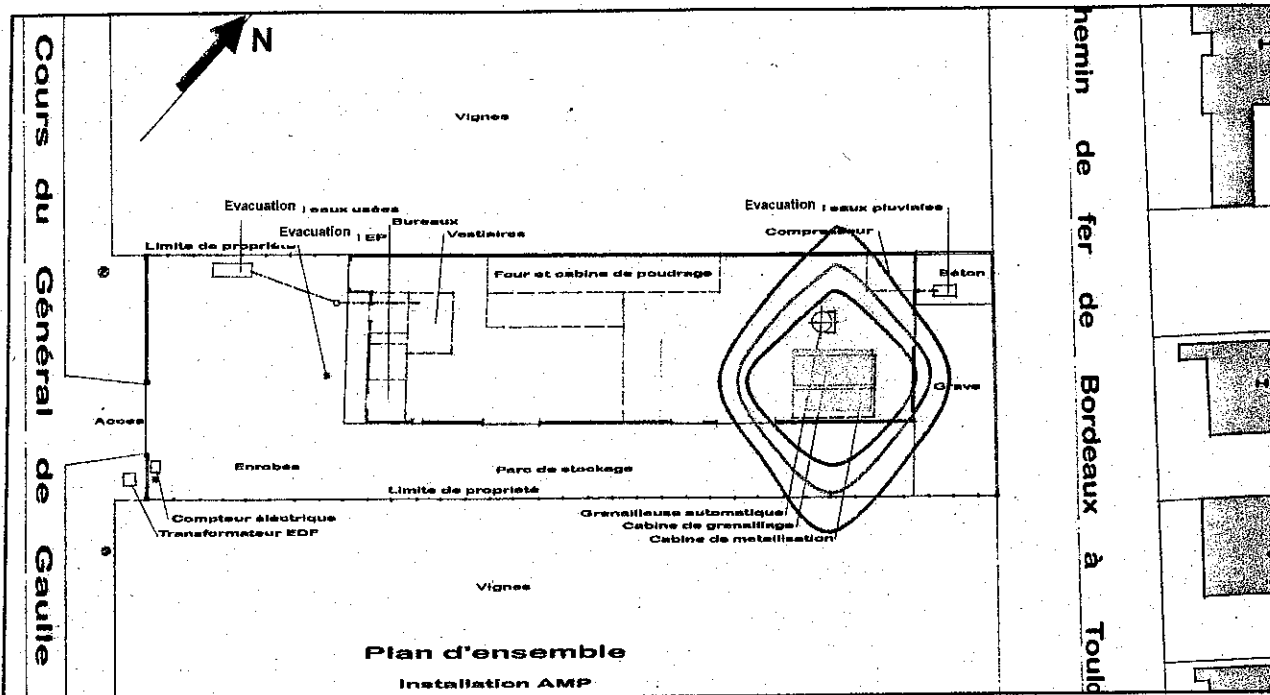 N
Cours du Général de Gaulle
hemin de fer de Bordeaux à Toulo
Vignes
Evacuation eaux usées
Bureaux
Evacuation EP
Vestiaires
Limite de propriété
Evacuation eaux pluviales
Compresseur
Four et cabine de poudrage
Béton
Grave
Accès
Enrobés
Parc de stockage
Limite de propriété
Compteur électrique
Transformateur EDF
Grenailleuse automatique
Cabine de grenaillage
Cabine de metallisation
Vignes
Plan d'ensemble
Installation AMP